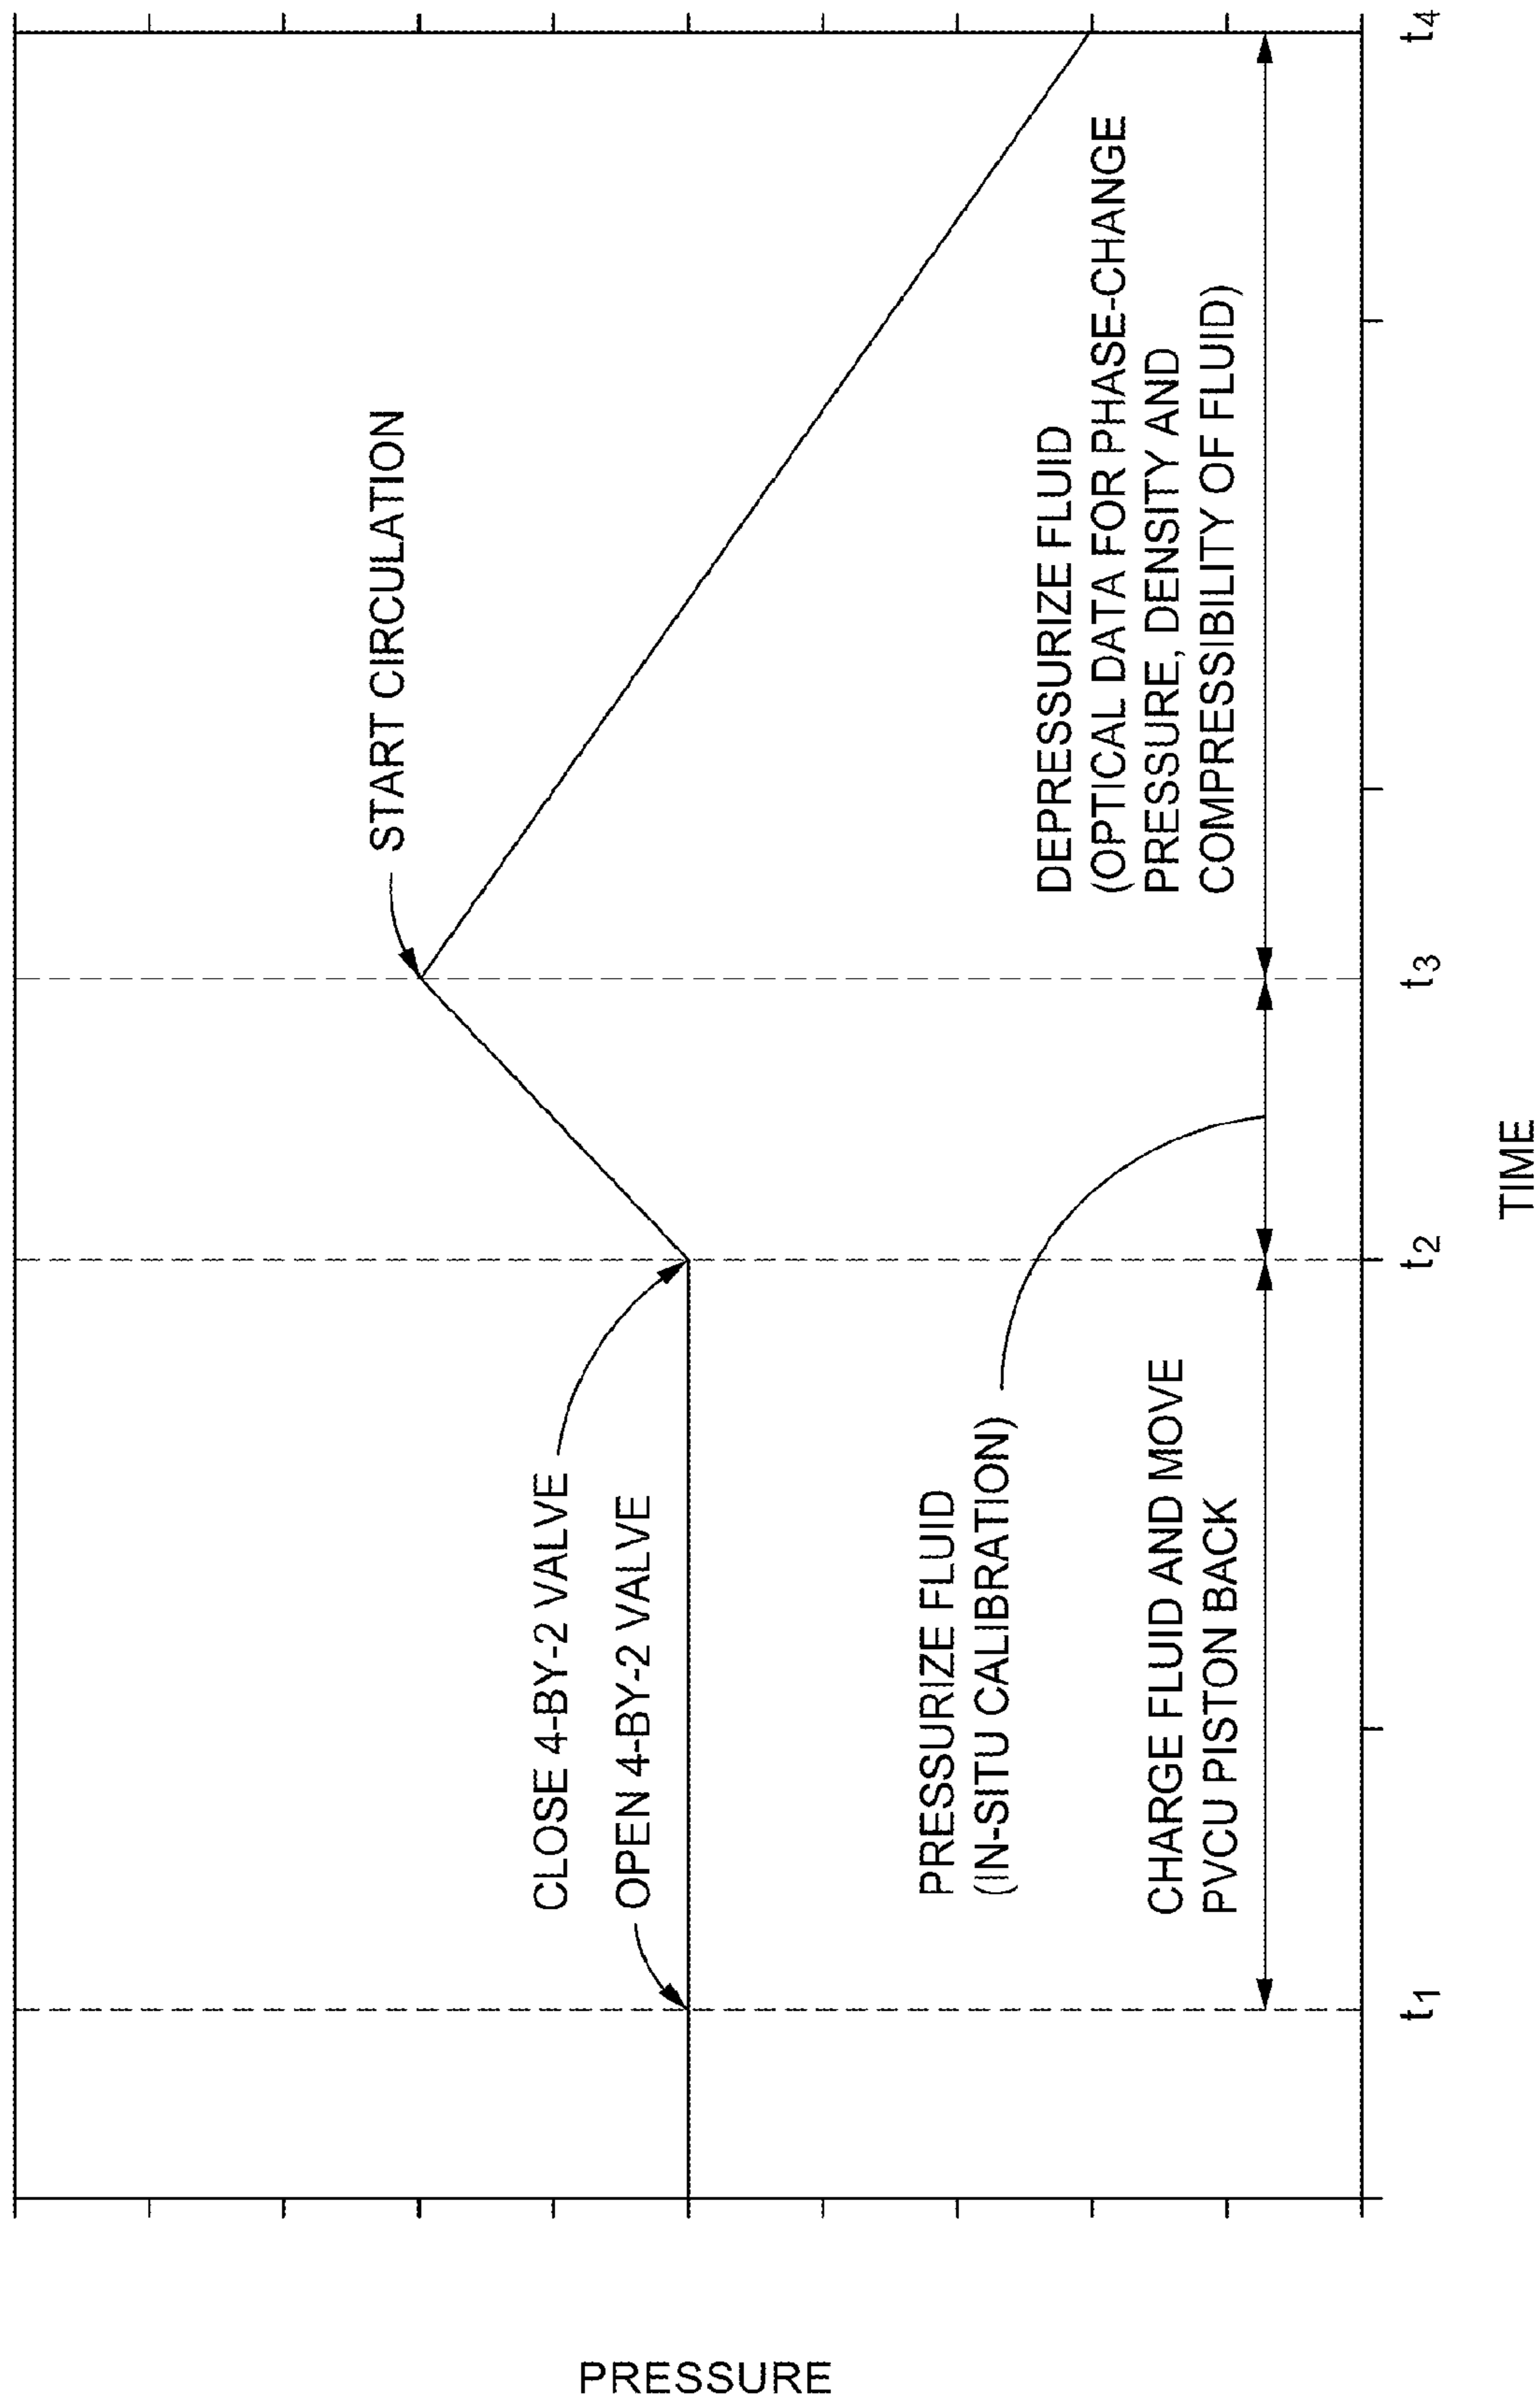 START CIRCULATION
CLOSE 4-BY-2 VALVE
OPEN 4-BY-2 VALVE
PRESSURIZE FLUID
(IN-SITU CALIBRATION)
DEPRESSURIZE FLUID
(OPTICAL DATA FOR PHASE-CHANGE
PRESSURE, DENSITY AND
COMPRESSIBILITY OF FLUID)
CHARGE FLUID AND MOVE
PVCU PISTON BACK
t1
t2
t3
t4
TIME
PRESSURE